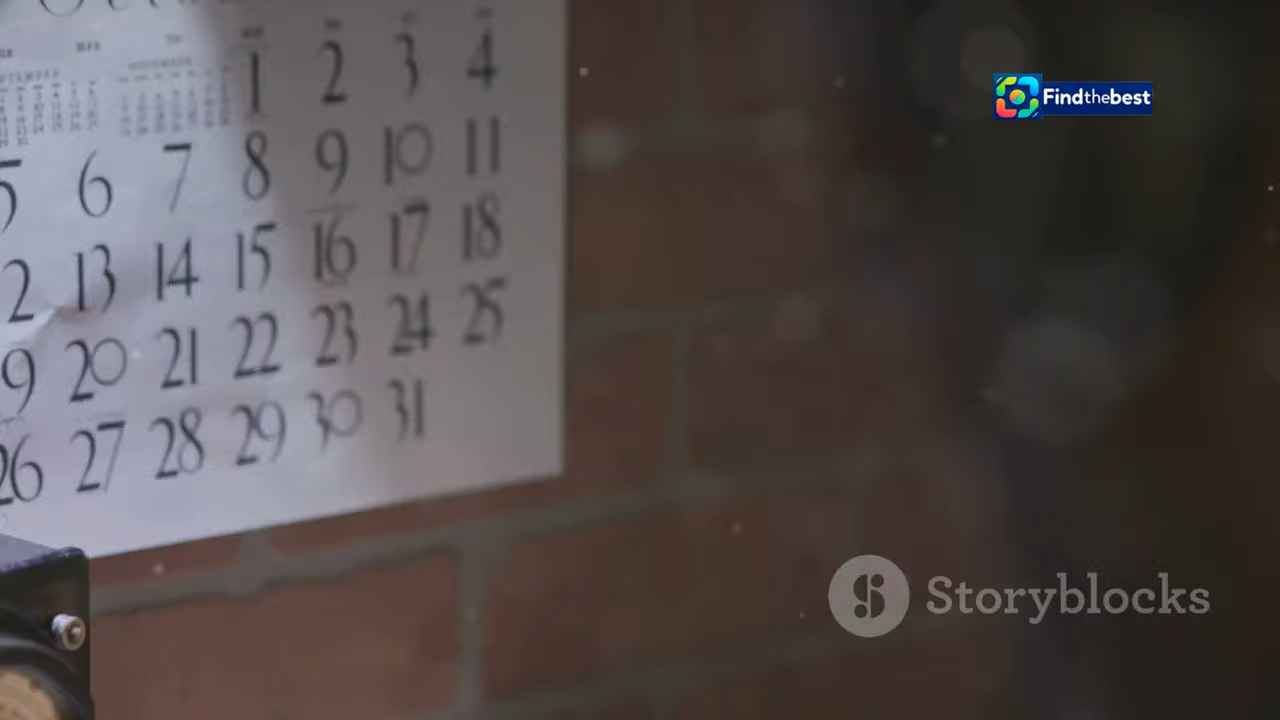 1 2 3 4
5 6 7 8 9 10 11
2 13 14 15 16 17 18
9 20 21 22 23 24 25
26 27 28 29 30 31
Findthebest
Storyblocks